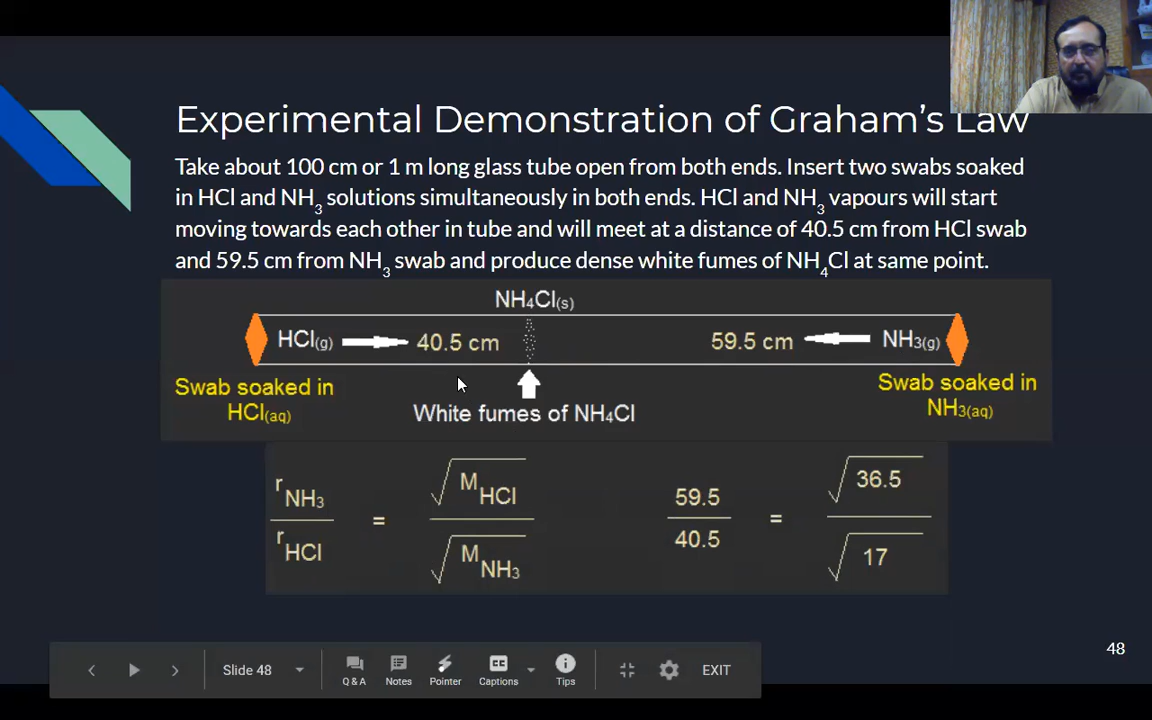 Experimental Demonstration of Graham's Law
Take about 100 cm or 1 m long glass tube open from both ends. Insert two swabs soaked
in HCl and NH3 solutions simultaneously in both ends. HCl and NH3 vapours will start
moving towards each other in tube and will meet at a distance of 40.5 cm from HCl swab
and 59.5 cm from NH3 swab and produce dense white fumes of NH4Cl at same point.
NH4Cl(s)
HCl(g) 40.5 cm 59.5 cm NH3(g)
Swab soaked in
HCl(aq)
White fumes of NH4Cl
Swab soaked in
NH3(aq)
rNH3
rHCl
=
√MHCl
√MNH3
59.5
40.5
=
√36.5
√17
48
Slide 48
Q & A
Notes
Pointer
CC
Captions
Tips
EXIT